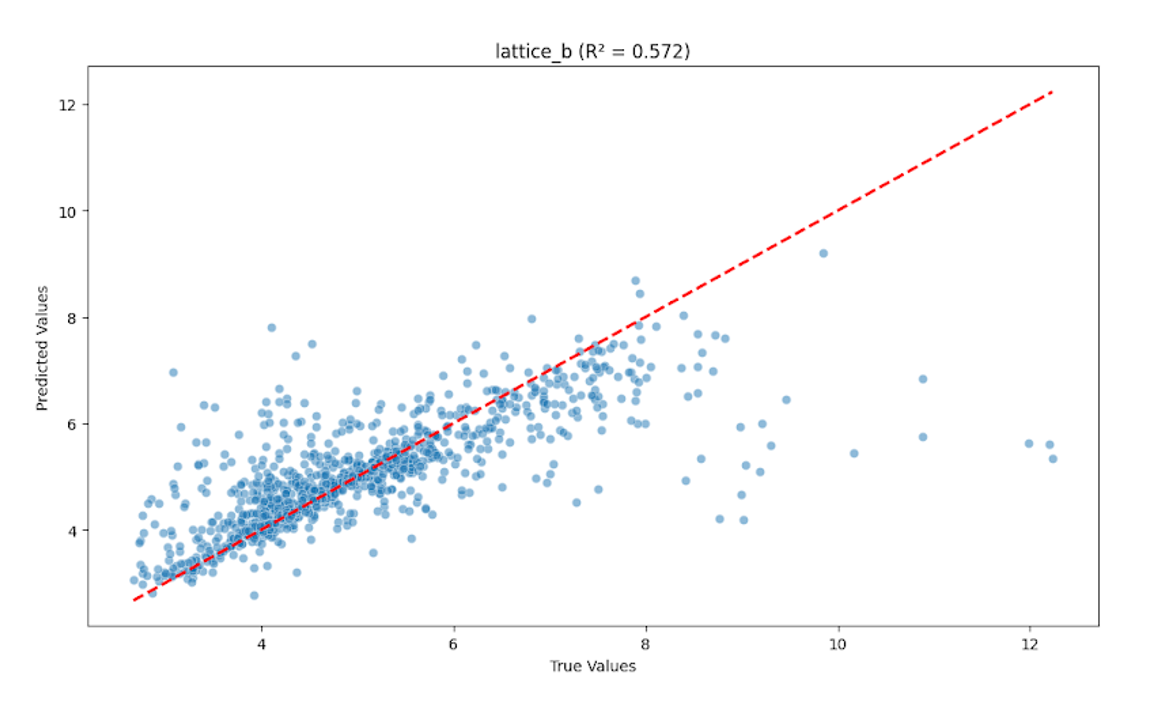 lattice_b (R² = 0.572)
12
10
8
6
4
Predicted Values
4 6 8 10 12
True Values